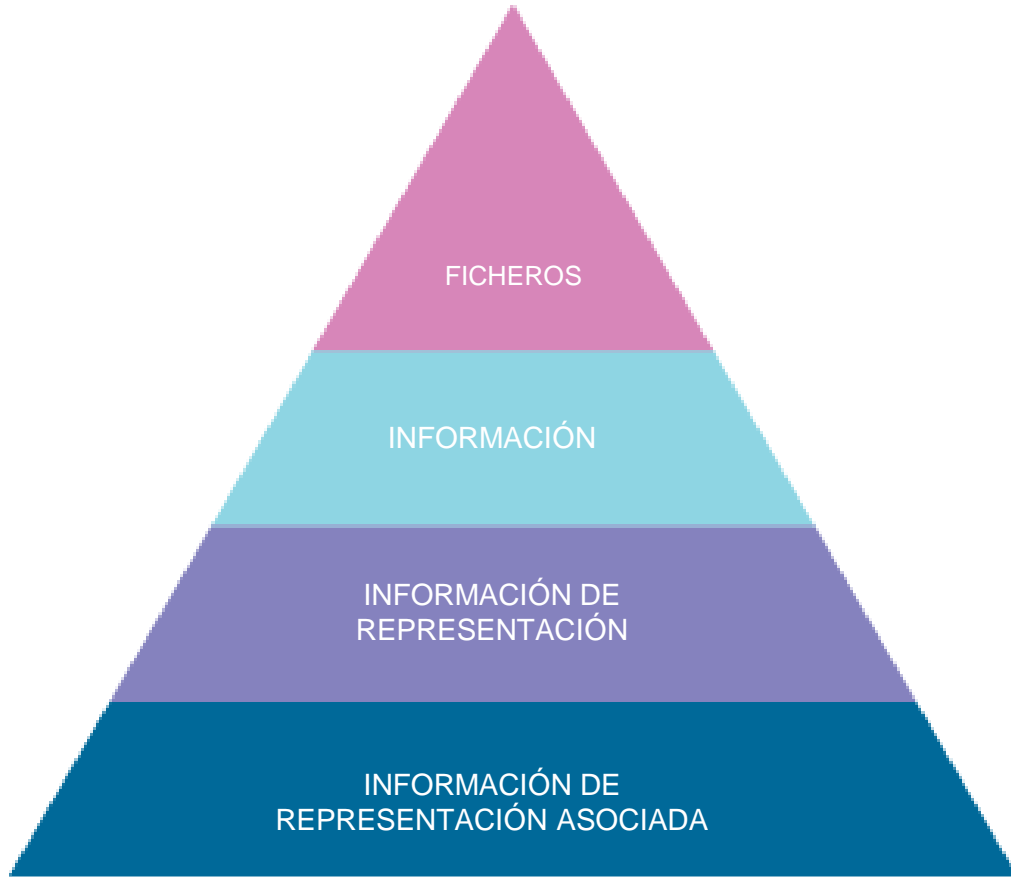 FICHEROS
INFORMACIÓN
INFORMACIÓN DE
REPRESENTACIÓN
INFORMACIÓN DE
REPRESENTACIÓN ASOCIADA